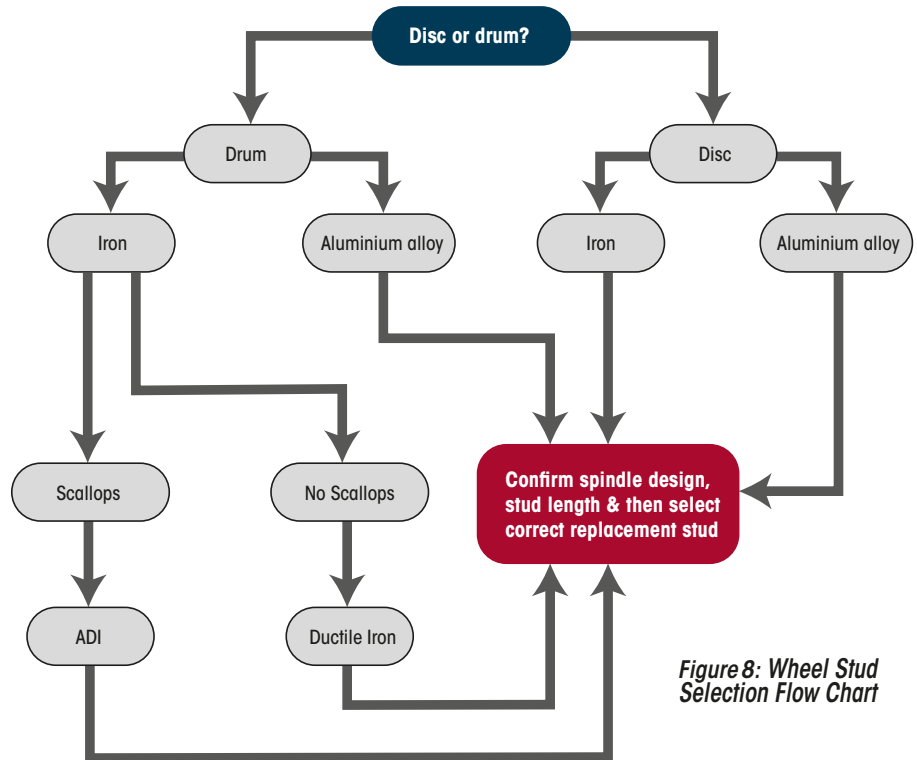 Disc or drum?
Drum
Disc
Iron
Aluminium alloy
Iron
Aluminium alloy
Scallops
No Scallops
Confirm spindle design,
stud length & then select
correct replacement stud
ADI
Ductile Iron
Figure 8: Wheel Stud
Selection Flow Chart